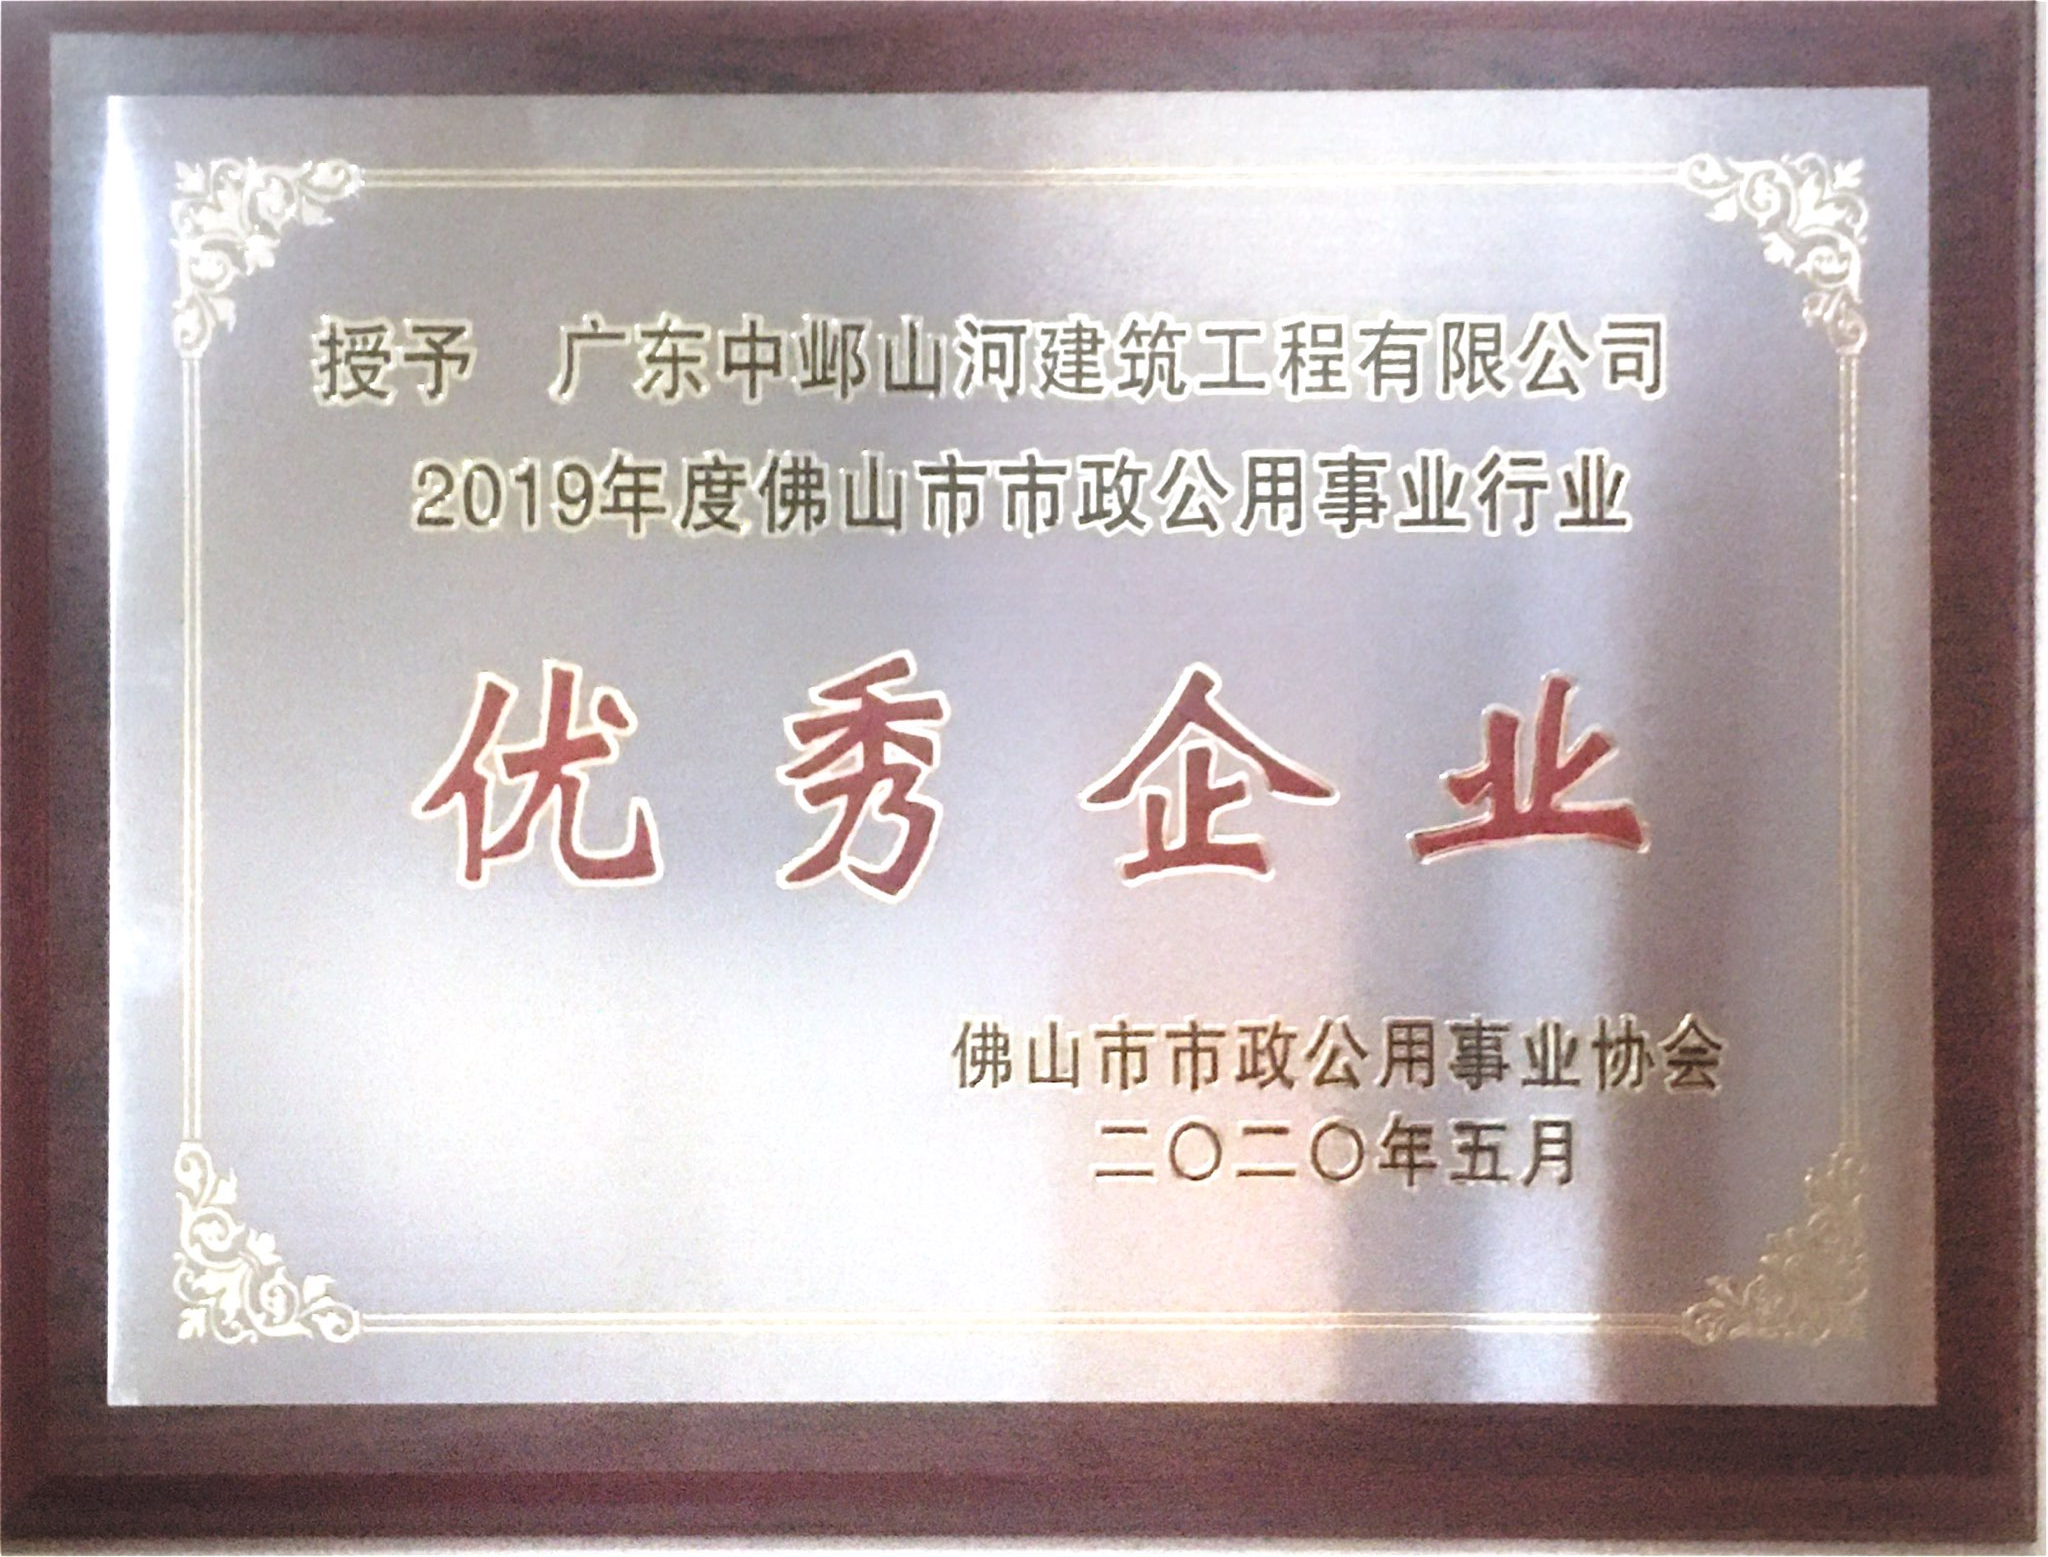 授予 广东中邺山河建筑工程有限公司
2019年度佛山市市政公用事业行业
优秀企业
佛山市市政公用事业协会
二〇二〇年五月